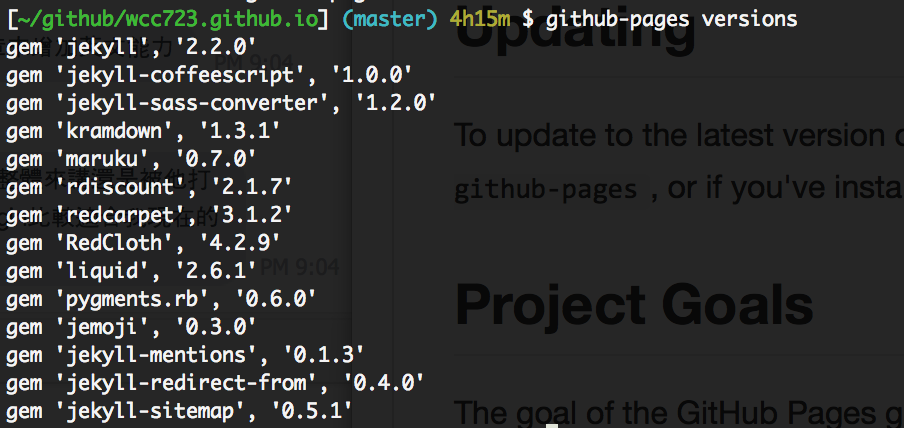 [~/github/wcc723.github.io] (master) 4h15m $ github-pages versions
gem 'jekyll', '2.2.0'
gem 'jekyll-coffeescript', '1.0.0'
gem 'jekyll-sass-converter', '1.2.0'
gem 'kramdown', '1.3.1'
gem 'maruku', '0.7.0'
gem 'rdiscount', '2.1.7'
gem 'redcarpet', '3.1.2'
gem 'RedCloth', '4.2.9'
gem 'liquid', '2.6.1'
gem 'pygments.rb', '0.6.0'
gem 'jemoji', '0.3.0'
gem 'jekyll-mentions', '0.1.3'
gem 'jekyll-redirect-from', '0.4.0'
gem 'jekyll-sitemap', '0.5.1'
PM 9:04
PM 9:04
Updating
To update to the latest version
github-pages , or if you've insta
Project Goals
The goal of the GitHub Pages g